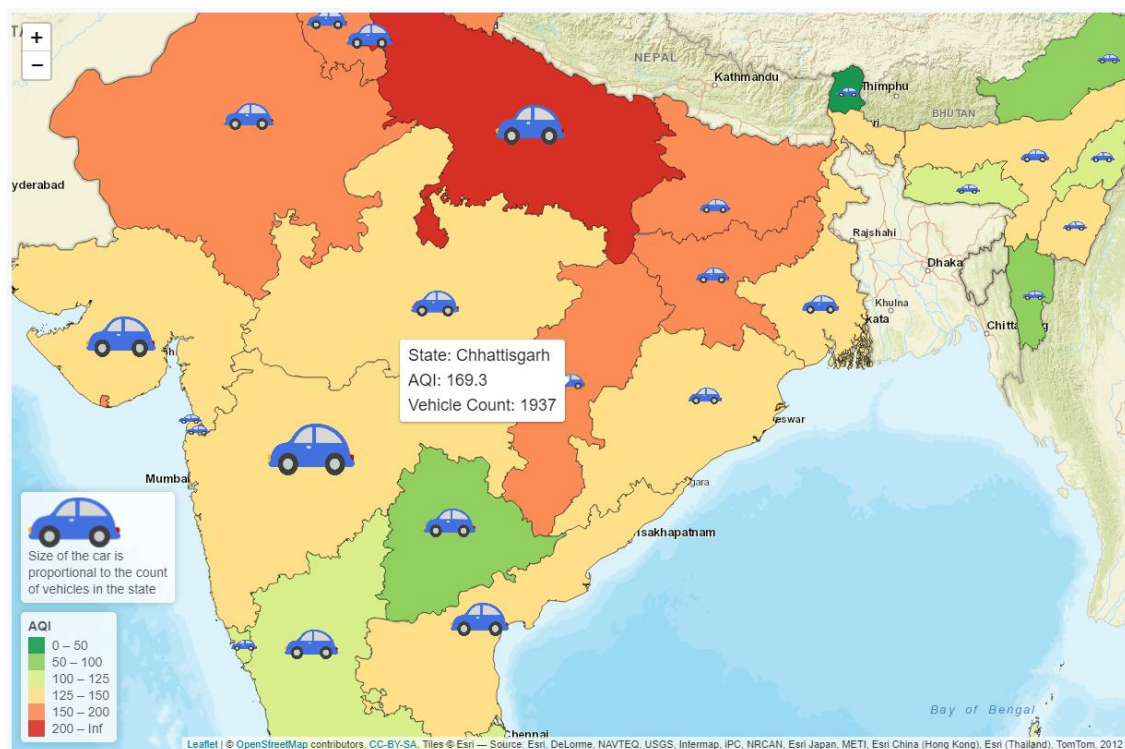 +
−
NEPAL
Kathmandu
Thimphu
BHUTAN
yderabad
Rajshahi
Dhaka
Khulna
kata
Chitta
g
State: Chhattisgarh
AQI: 169.3
Vehicle Count: 1937
eswar
Mumbai
gara
isakhapatnam
Size of the car is
proportional to the count
of vehicles in the state
AQI
0 – 50
50 – 100
100 – 125
125 – 150
150 – 200
200 – Inf
Bay of Bengal
Chennai
Leaflet | © OpenStreetMap contributors, CC-BY-SA, Tiles © Esri — Source: Esri, DeLorme, NAVTEQ, USGS, Intermap, iPC, NRCAN, Esri Japan, METI, Esri China (Hong Kong), Esri (Thailand), TomTom, 2012